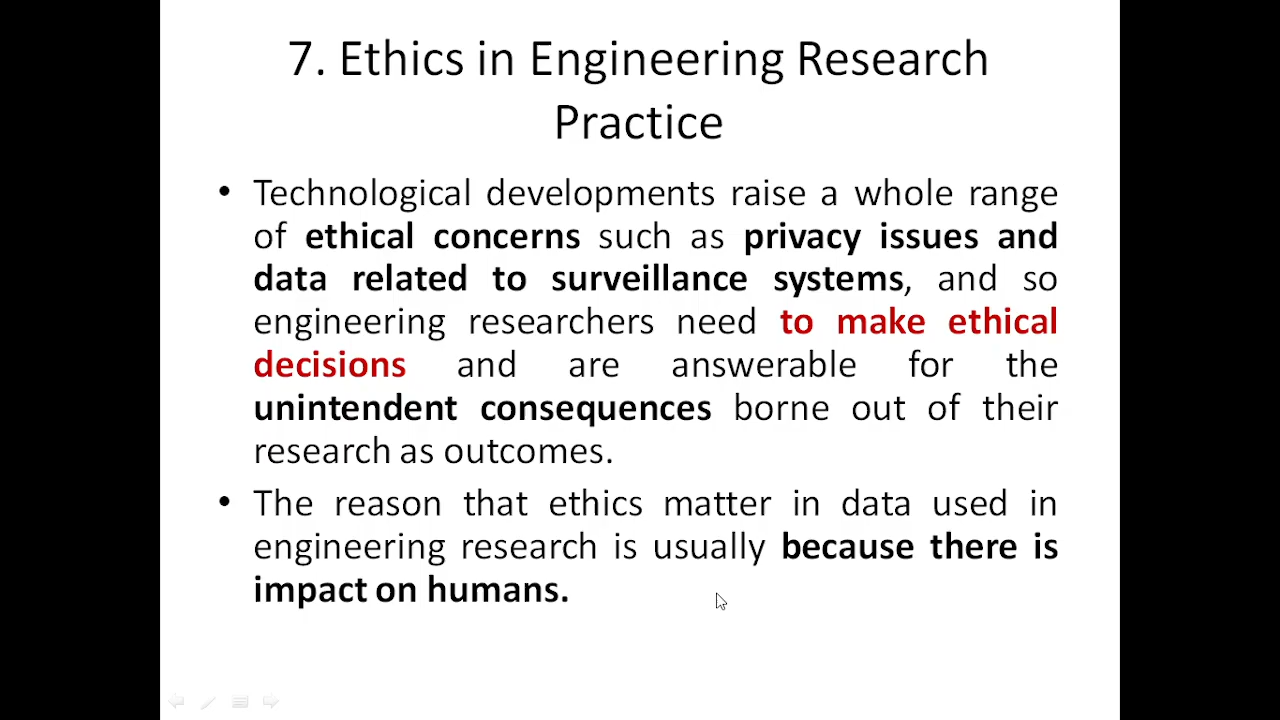 7. Ethics in Engineering Research
Practice
• Technological developments raise a whole range
of ethical concerns such as privacy issues and
data related to surveillance systems, and so
engineering researchers need to make ethical
decisions and are answerable for the
unintendent consequences borne out of their
research as outcomes.
• The reason that ethics matter in data used in
engineering research is usually because there is
impact on humans.